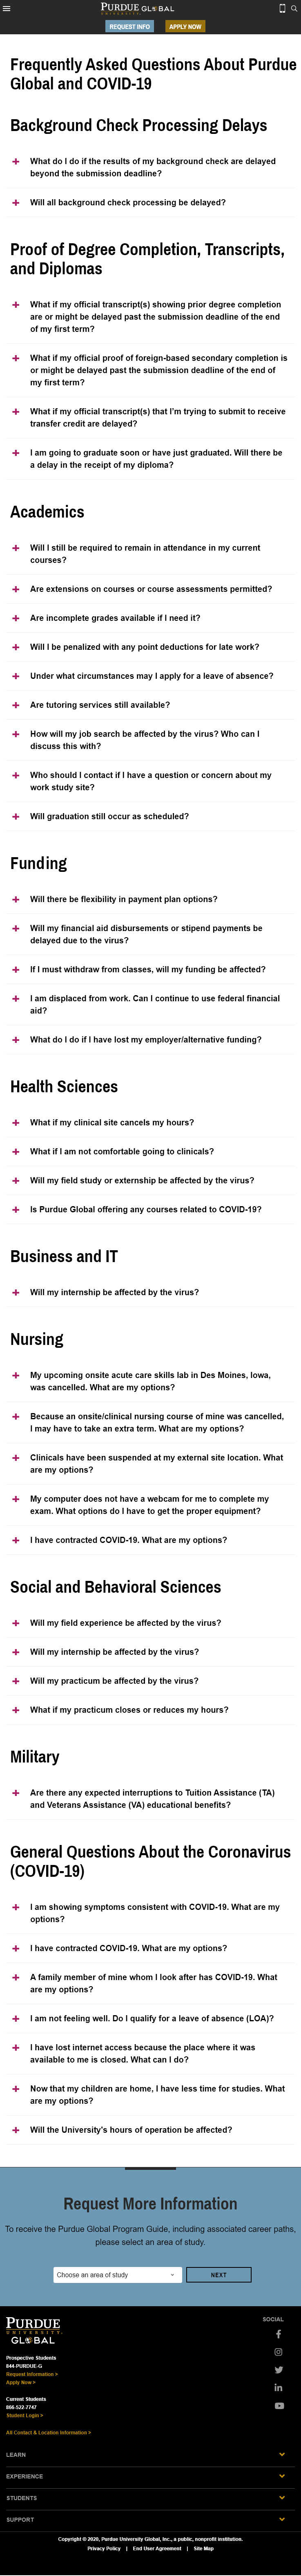 PURDUE GLOBAL
UNIVERSITY
REQUEST INFO
APPLY NOW
Frequently Asked Questions About Purdue
Global and COVID-19
Background Check Processing Delays
What do I do if the results of my background check are delayed
beyond the submission deadline?
Will all background check processing be delayed?
Proof of Degree Completion, Transcripts,
and Diplomas
What if my official transcript(s) showing prior degree completion
are or might be delayed past the submission deadline of the end
of my first term?
What if my official proof of foreign-based secondary completion is
or might be delayed past the submission deadline of the end of
my first term?
What if my official transcript(s) that I'm trying to submit to receive
transfer credit are delayed?
I am going to graduate soon or have just graduated. Will there be
a delay in the receipt of my diploma?
Academics
Will I still be required to remain in attendance in my current
courses?
Are extensions on courses or course assessments permitted?
Are incomplete grades available if I need it?
Will I be penalized with any point deductions for late work?
Under what circumstances may I apply for a leave of absence?
Are tutoring services still available?
How will my job search be affected by the virus? Who can I
discuss this with?
Who should I contact if I have a question or concern about my
work study site?
Will graduation still occur as scheduled?
Funding
Will there be flexibility in payment plan options?
Will my financial aid disbursements or stipend payments be
delayed due to the virus?
If I must withdraw from classes, will my funding be affected?
I am displaced from work. Can I continue to use federal financial
aid?
What do I do if I have lost my employer/alternative funding?
Health Sciences
What if my clinical site cancels my hours?
What if I am not comfortable going to clinicals?
Will my field study or externship be affected by the virus?
Is Purdue Global offering any courses related to COVID-19?
Business and IT
Will my internship be affected by the virus?
Nursing
My upcoming onsite acute care skills lab in Des Moines, Iowa,
was cancelled. What are my options?
Because an onsite/clinical nursing course of mine was cancelled,
I may have to take an extra term. What are my options?
Clinicals have been suspended at my external site location. What
are my options?
My computer does not have a webcam for me to complete my
exam. What options do I have to get the proper equipment?
I have contracted COVID-19. What are my options?
Social and Behavioral Sciences
Will my field experience be affected by the virus?
Will my internship be affected by the virus?
Will my practicum be affected by the virus?
What if my practicum closes or reduces my hours?
Military
Are there any expected interruptions to Tuition Assistance (TA)
and Veterans Assistance (VA) educational benefits?
General Questions About the Coronavirus
(COVID-19)
I am showing symptoms consistent with COVID-19. What are my
options?
I have contracted COVID-19. What are my options?
A family member of mine whom I look after has COVID-19. What
are my options?
I am not feeling well. Do I qualify for a leave of absence (LOA)?
I have lost internet access because the place where it was
available to me is closed. What can I do?
Now that my children are home, I have less time for studies. What
are my options?
Will the University's hours of operation be affected?
Request More Information
To receive the Purdue Global Program Guide, including associated career paths,
please select an area of study.
Choose an area of study
NEXT
PURDUE
UNIVERSITY
GLOBAL
SOCIAL
Prospective Students
844-PURDUE-G
Request Information >
Apply Now >
Current Students
866-522-7747
Student Login >
All Contact & Location Information >
LEARN
EXPERIENCE
STUDENTS
SUPPORT
Copyright © 2020, Purdue University Global, Inc., a public, nonprofit institution.
Privacy Policy | End User Agreement | Site Map